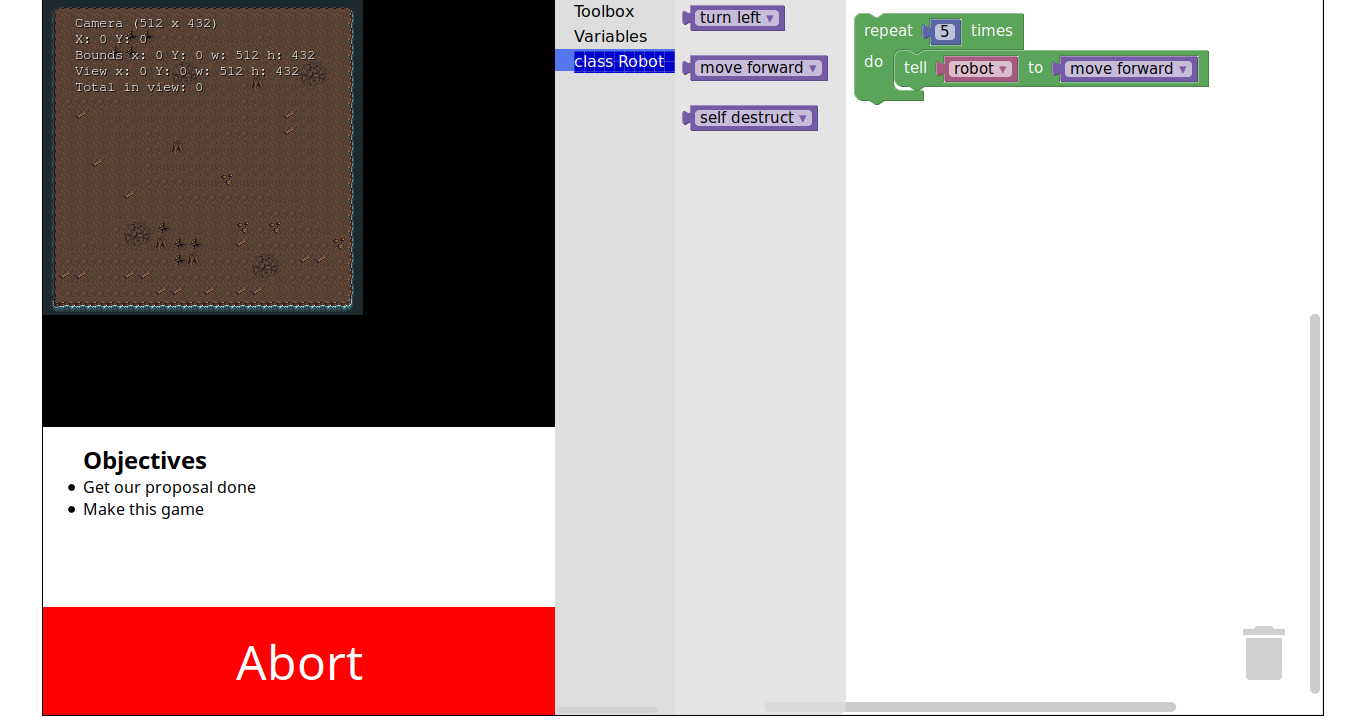 Camera (512 x 432)
X: 0 Y: 0
Bounds x: 0 Y: 0 w: 512 h: 432
View x: 0 Y: 0 w: 512 h: 432
Total in view: 0
Objectives
Get our proposal done
Make this game
Abort
Toolbox
Variables
class Robot
turn left ▾
move forward ▾
self destruct ▾
repeat 5 times
do tell robot ▾ to move forward ▾